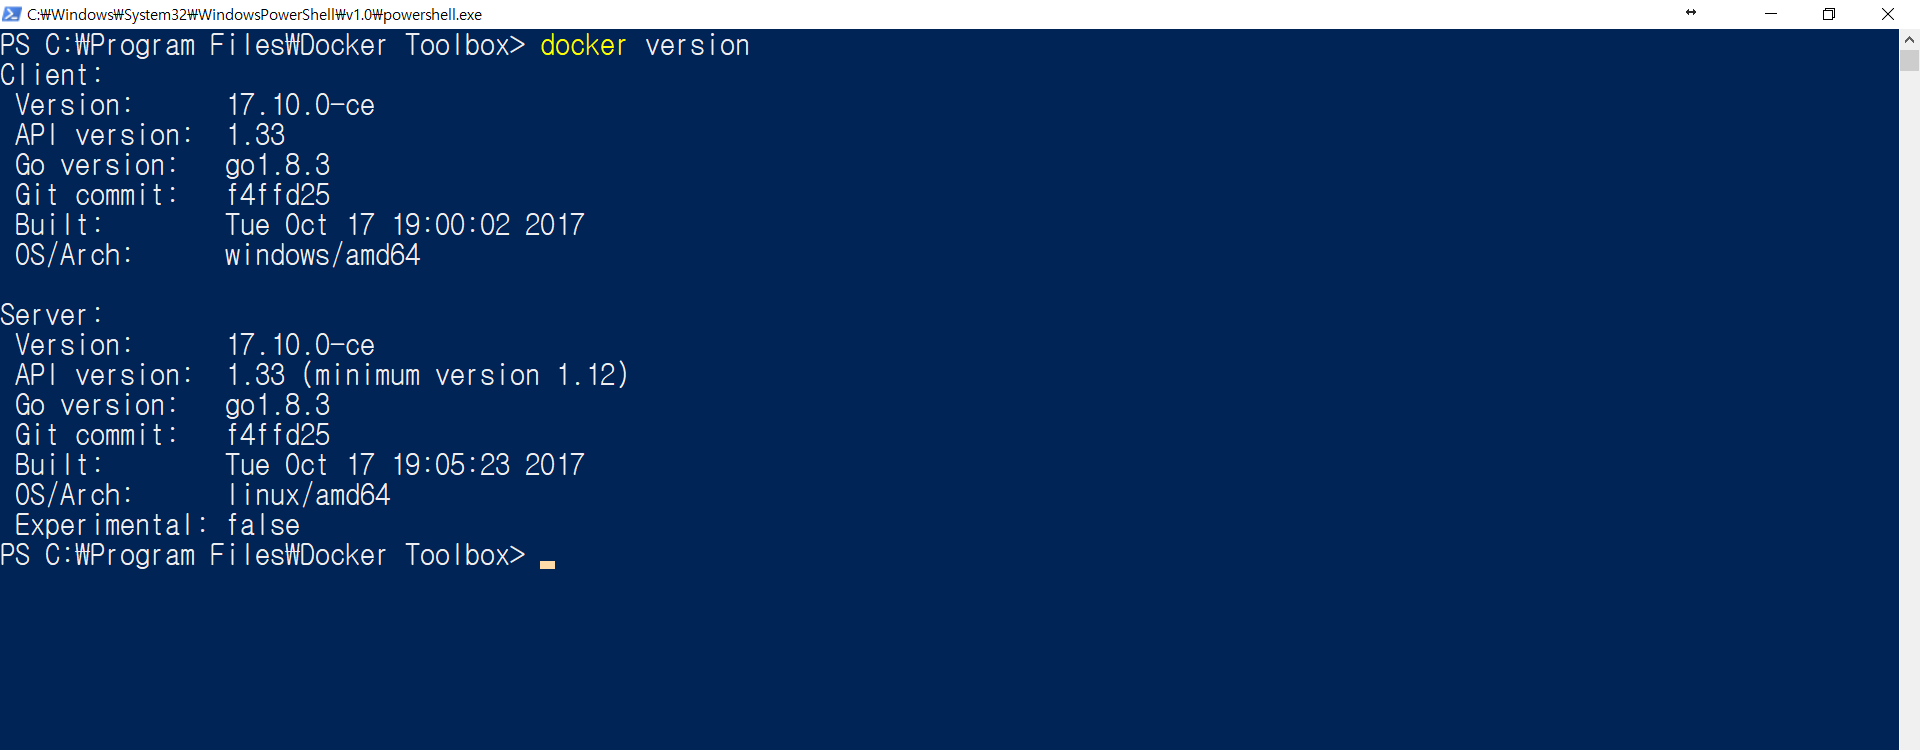 C:₩Windows₩System32₩WindowsPowerShell₩v1.0₩powershell.exe
PS C:₩Program Files₩Docker Toolbox> docker version
Client:
 Version:      17.10.0-ce
 API version:  1.33
 Go version:   go1.8.3
 Git commit:   f4ffd25
 Built:        Tue Oct 17 19:00:02 2017
 OS/Arch:      windows/amd64

Server:
 Version:      17.10.0-ce
 API version:  1.33 (minimum version 1.12)
 Go version:   go1.8.3
 Git commit:   f4ffd25
 Built:        Tue Oct 17 19:05:23 2017
 OS/Arch:      linux/amd64
 Experimental: false
PS C:₩Program Files₩Docker Toolbox>